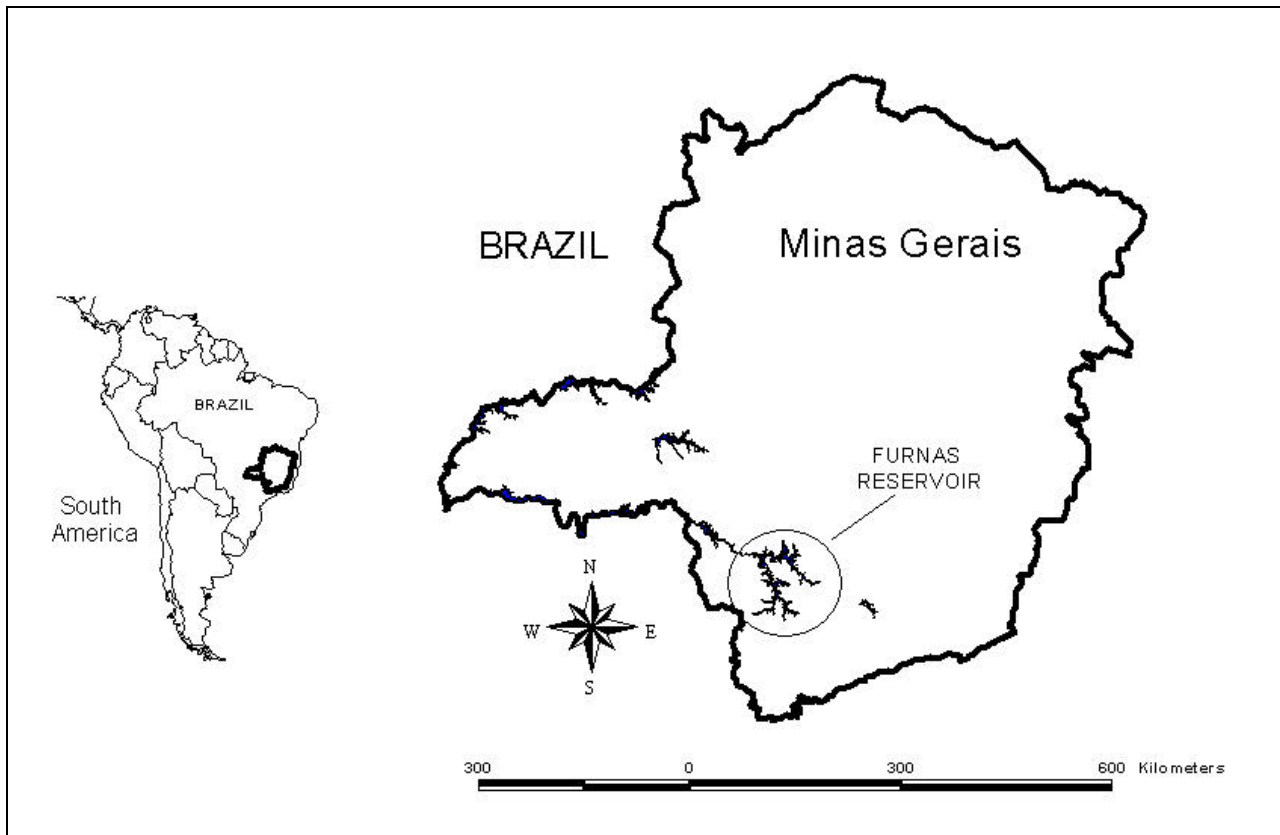 BRAZIL
Minas Gerais
BRAZIL
South
America
FURNAS
RESERVOIR
N
W
E
S
300 0 300 600 Kilometers